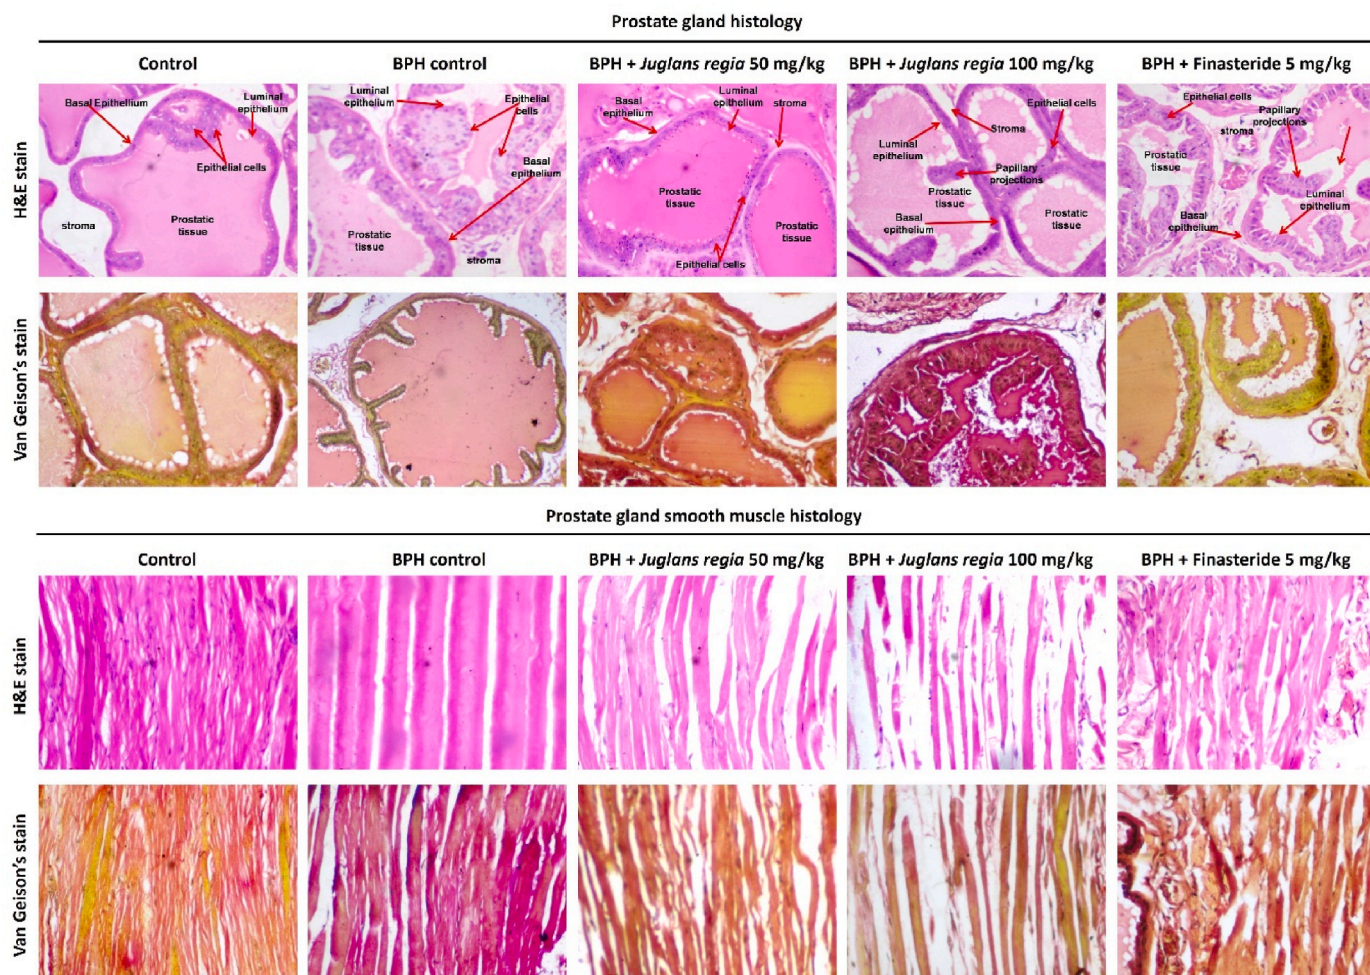 Prostate gland histology
Control
BPH control
BPH + Juglans regia 50 mg/kg
BPH + Juglans regia 100 mg/kg
BPH + Finasteride 5 mg/kg
H&E stain
Basal Epithellium
Luminal
epithelium
Epithelial cells
stroma
Prostatic
tissue
Luminal
epithelium
Epithelial
cells
Basal
epithelium
Prostatic
tissue
stroma
Basal
epithelium
Luminal
epithelium
stroma
Prostatic
tissue
Prostatic
tissue
Epithelial cells
Epithelial cells
Stroma
Luminal
epithelium
Papillary
projections
Prostatic
tissue
Basal
epithelium
Prostatic
tissue
Epithelial cells
Papillary
projections
stroma
Prostatic
tissue
Luminal
epithelium
Basal
epithelium
Van Geison's stain
Prostate gland smooth muscle histology
Control
BPH control
BPH + Juglans regia 50 mg/kg
BPH + Juglans regia 100 mg/kg
BPH + Finasteride 5 mg/kg
H&E stain
Van Geison's stain